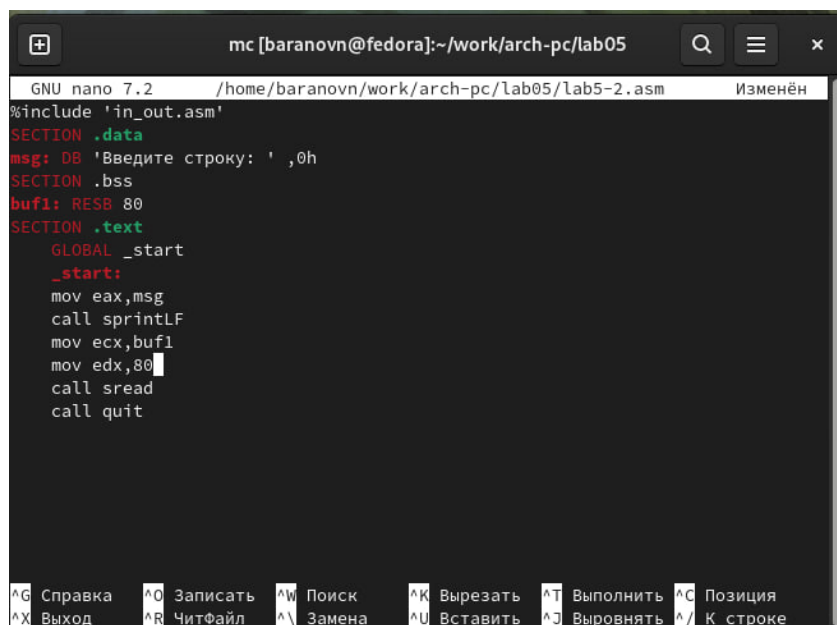 mc [baranovn@fedora]:~/work/arch-pc/lab05
GNU nano 7.2 /home/baranovn/work/arch-pc/lab05/lab5-2.asm Изменён
%include 'in_out.asm'
SECTION .data
msg: DB 'Введите строку: ' ,0h
SECTION .bss
buf1: RESB 80
SECTION .text
GLOBAL _start
_start:
mov eax,msg
call sprintLF
mov ecx,buf1
mov edx,80
call sread
call quit
^G Справка ^O Записать ^W Поиск ^K Вырезать ^T Выполнить ^C Позиция
^X Выход ^R ЧитФайл ^\ Замена ^U Вставить ^J Выровнять ^/ К строке